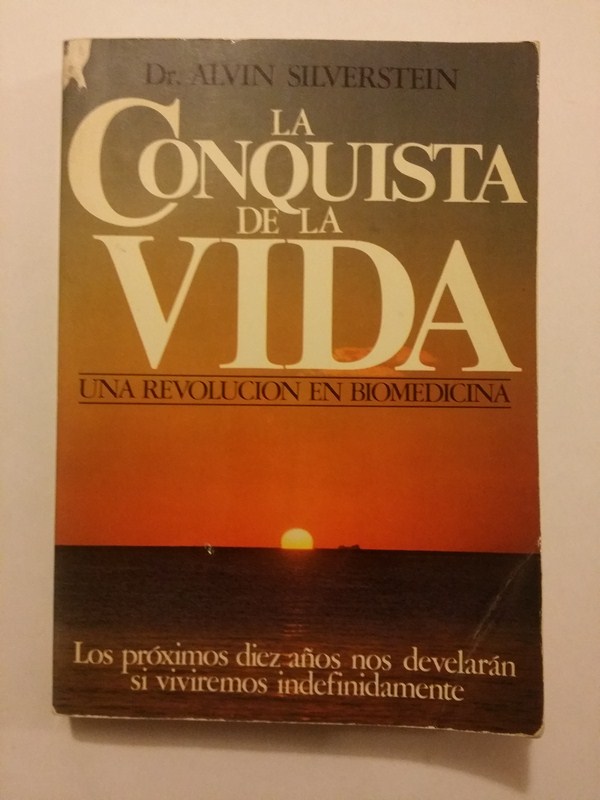 Dr. ALVIN SILVERSTEIN
LA
CONQUISTA
DE LA
VIDA
UNA REVOLUCION EN BIOMEDICINA
Los próximos diez años nos develarán
si viviremos indefinidamente